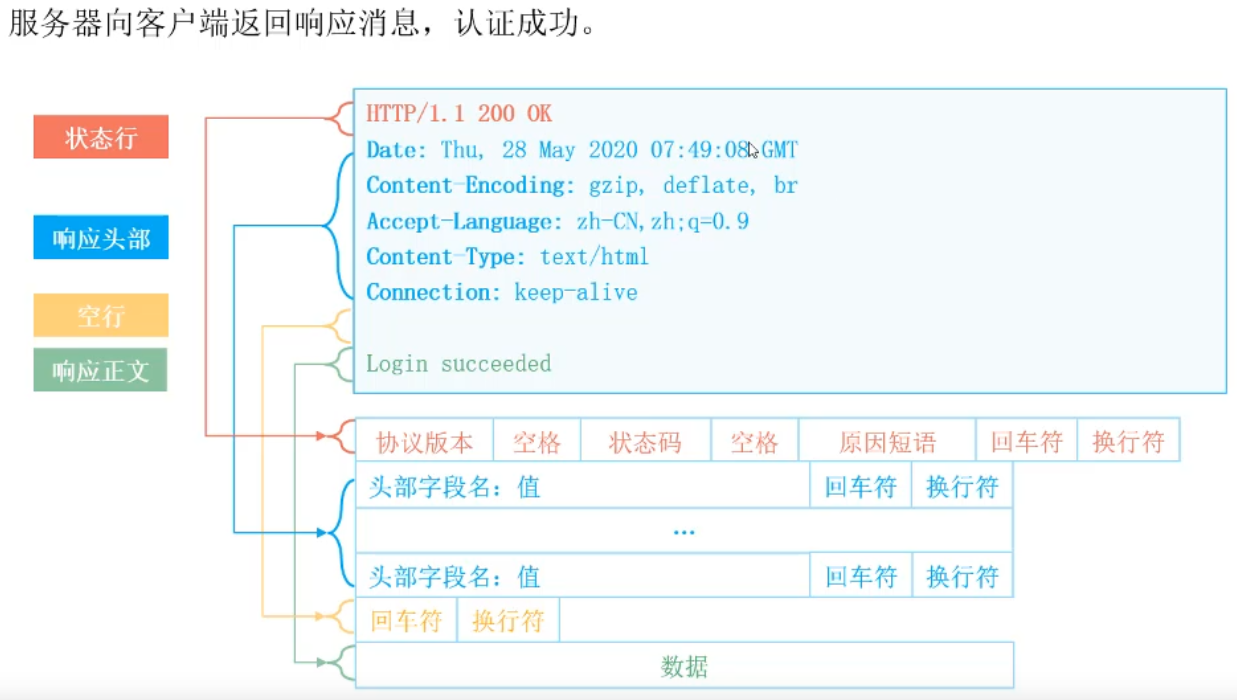 服务器向客户端返回响应消息，认证成功。
状态行
响应头部
空行
响应正文
HTTP/1.1 200 OK
Date: Thu, 28 May 2020 07:49:08 GMT
Content-Encoding: gzip, deflate, br
Accept-Language: zh-CN,zh;q=0.9
Content-Type: text/html
Connection: keep-alive
Login succeeded
协议版本 空格 状态码 空格 原因短语 回车符 换行符
头部字段名：值 回车符 换行符
…
头部字段名：值 回车符 换行符
回车符 换行符
数据